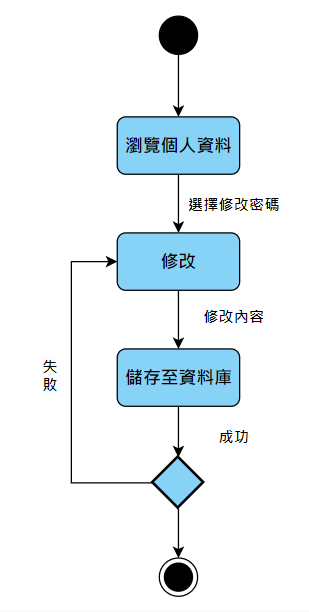 瀏覽個人資料
選擇修改密碼
修改
修改內容
儲存至資料庫
成功
失
敗